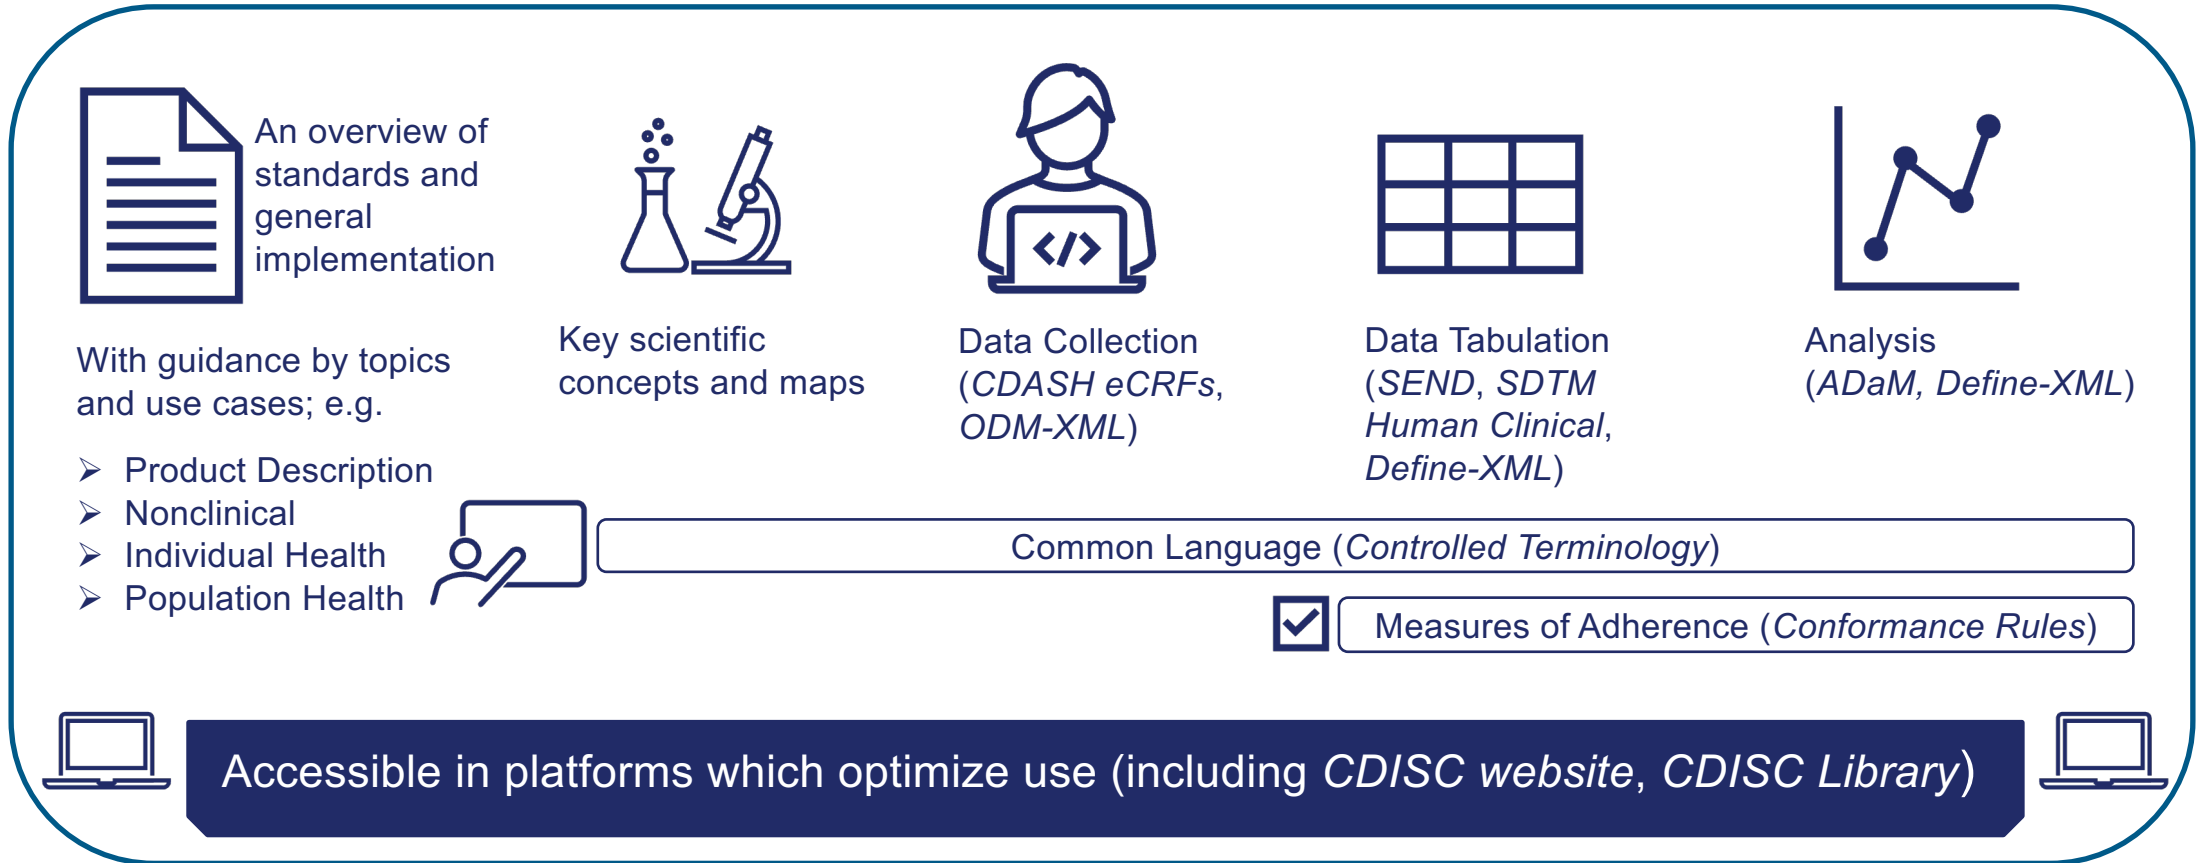 An overview of
standards and
general
implementation
With guidance by topics
and use cases; e.g.
➢ Product Description
➢ Nonclinical
➢ Individual Health
➢ Population Health
Key scientific
concepts and maps
</>
Data Collection
(CDASH eCRFs,
ODM-XML)
Data Tabulation
(SEND, SDTM
Human Clinical,
Define-XML)
Analysis
(ADaM, Define-XML)
Common Language (Controlled Terminology)
Measures of Adherence (Conformance Rules)
Accessible in platforms which optimize use (including CDISC website, CDISC Library)